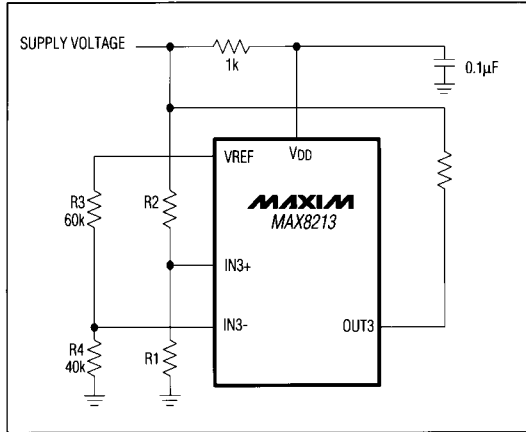 SUPPLY VOLTAGE
1k
0.1µF
VREF
VDD
R3
60k
R2
MAXIM
MAX8213
IN3+
IN3-
OUT3
R4
40k
R1